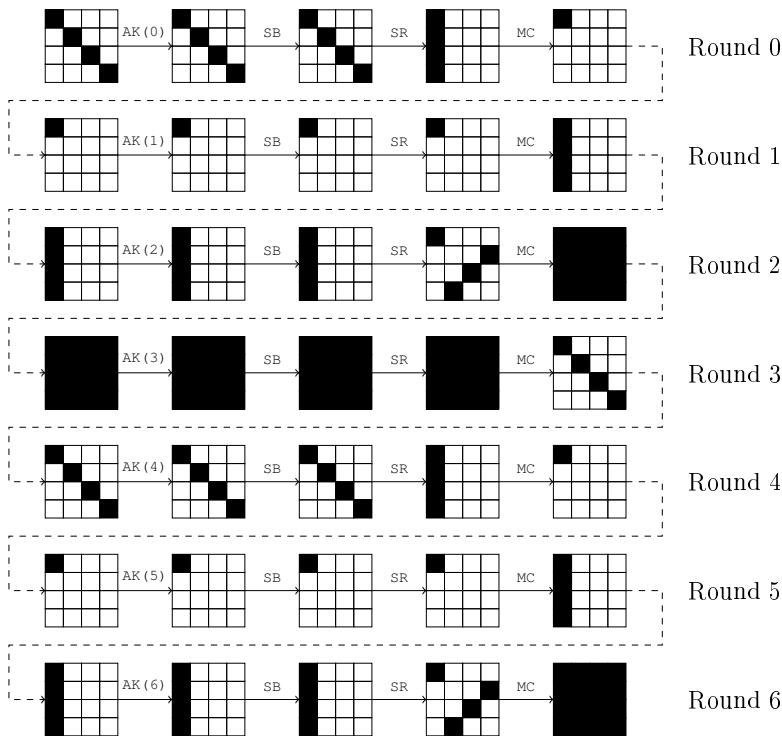 AK(0) SB SR MC Round 0
AK(1) SB SR MC Round 1
AK(2) SB SR MC Round 2
AK(3) SB SR MC Round 3
AK(4) SB SR MC Round 4
AK(5) SB SR MC Round 5
AK(6) SB SR MC Round 6